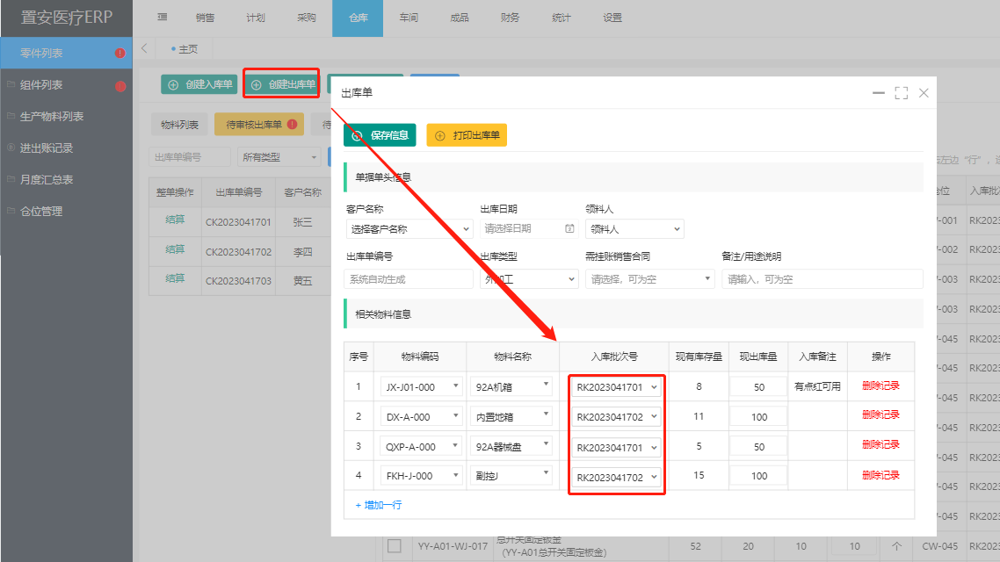 置安医疗ERP
销售 计划 采购 仓库 车间 成品 财务 统计 设置
零件列表
组件列表
生产物料列表
进出账记录
月度汇总表
仓位管理
主页
创建入库单 创建出库单
物料列表 待审核出库单 待
出库单编号 所有类型
整单操作 出库单编号 客户名称
结算 CK2023041701 张三
结算 CK2023041702 李四
结算 CK2023041703 黄五
出库单
保存信息 打印出库单
单据单头信息
客户名称 出库日期 领料人
选择客户名称 请选择日期 领料人
出库单编号 出库类型 需挂账销售合同 备注/用途说明
系统自动生成 外加工 请选择，可为空 请输入，可为空
相关物料信息
序号 物料编码 物料名称 入库批次号 现有库存量 现出库量 入库备注 操作
1 JX-J01-000 92A机箱 RK2023041701 8 50 有点红可用 删除记录
2 DX-A-000 内置地箱 RK2023041702 11 100 删除记录
3 QXP-A-000 92A器械盘 RK2023041701 5 50 删除记录
4 FKH-J-000 副控J RK2023041702 15 100 删除记录
+ 增加一行
左边 "行"，
位 入库批
-001 RK2023
-002 RK2023
-003 RK2023
-003 RK2023
-045 RK2023
-045 RK2023
-045 RK2023
-045 RK2023
-045 RK2023
-045 RK2023
-045 RK2023
YY-A01-WJ-017 总开关固定钣金 52 20 10 10 个 CW-045 RK2023
(YY-A01总开关固定钣金)